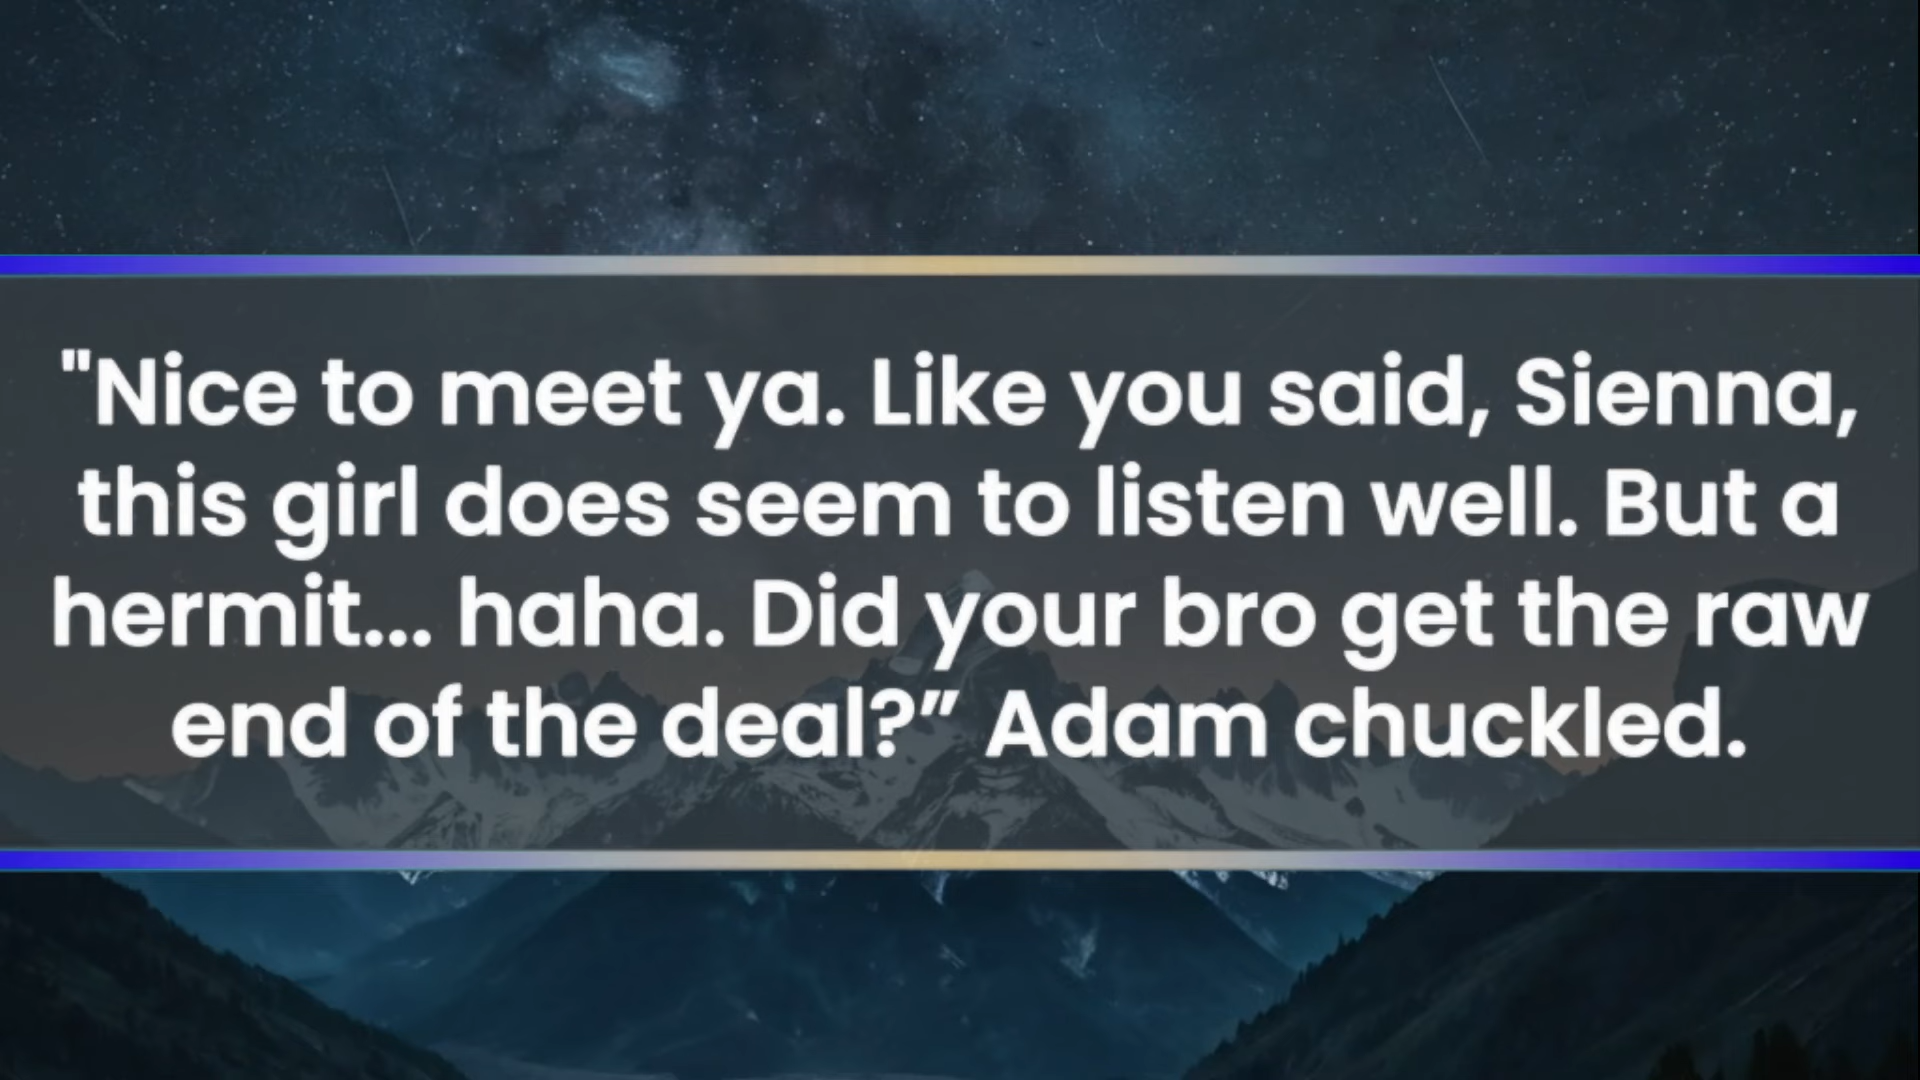 "Nice to meet ya. Like you said, Sienna,
this girl does seem to listen well. But a
hermit... haha. Did your bro get the raw
end of the deal?” Adam chuckled.